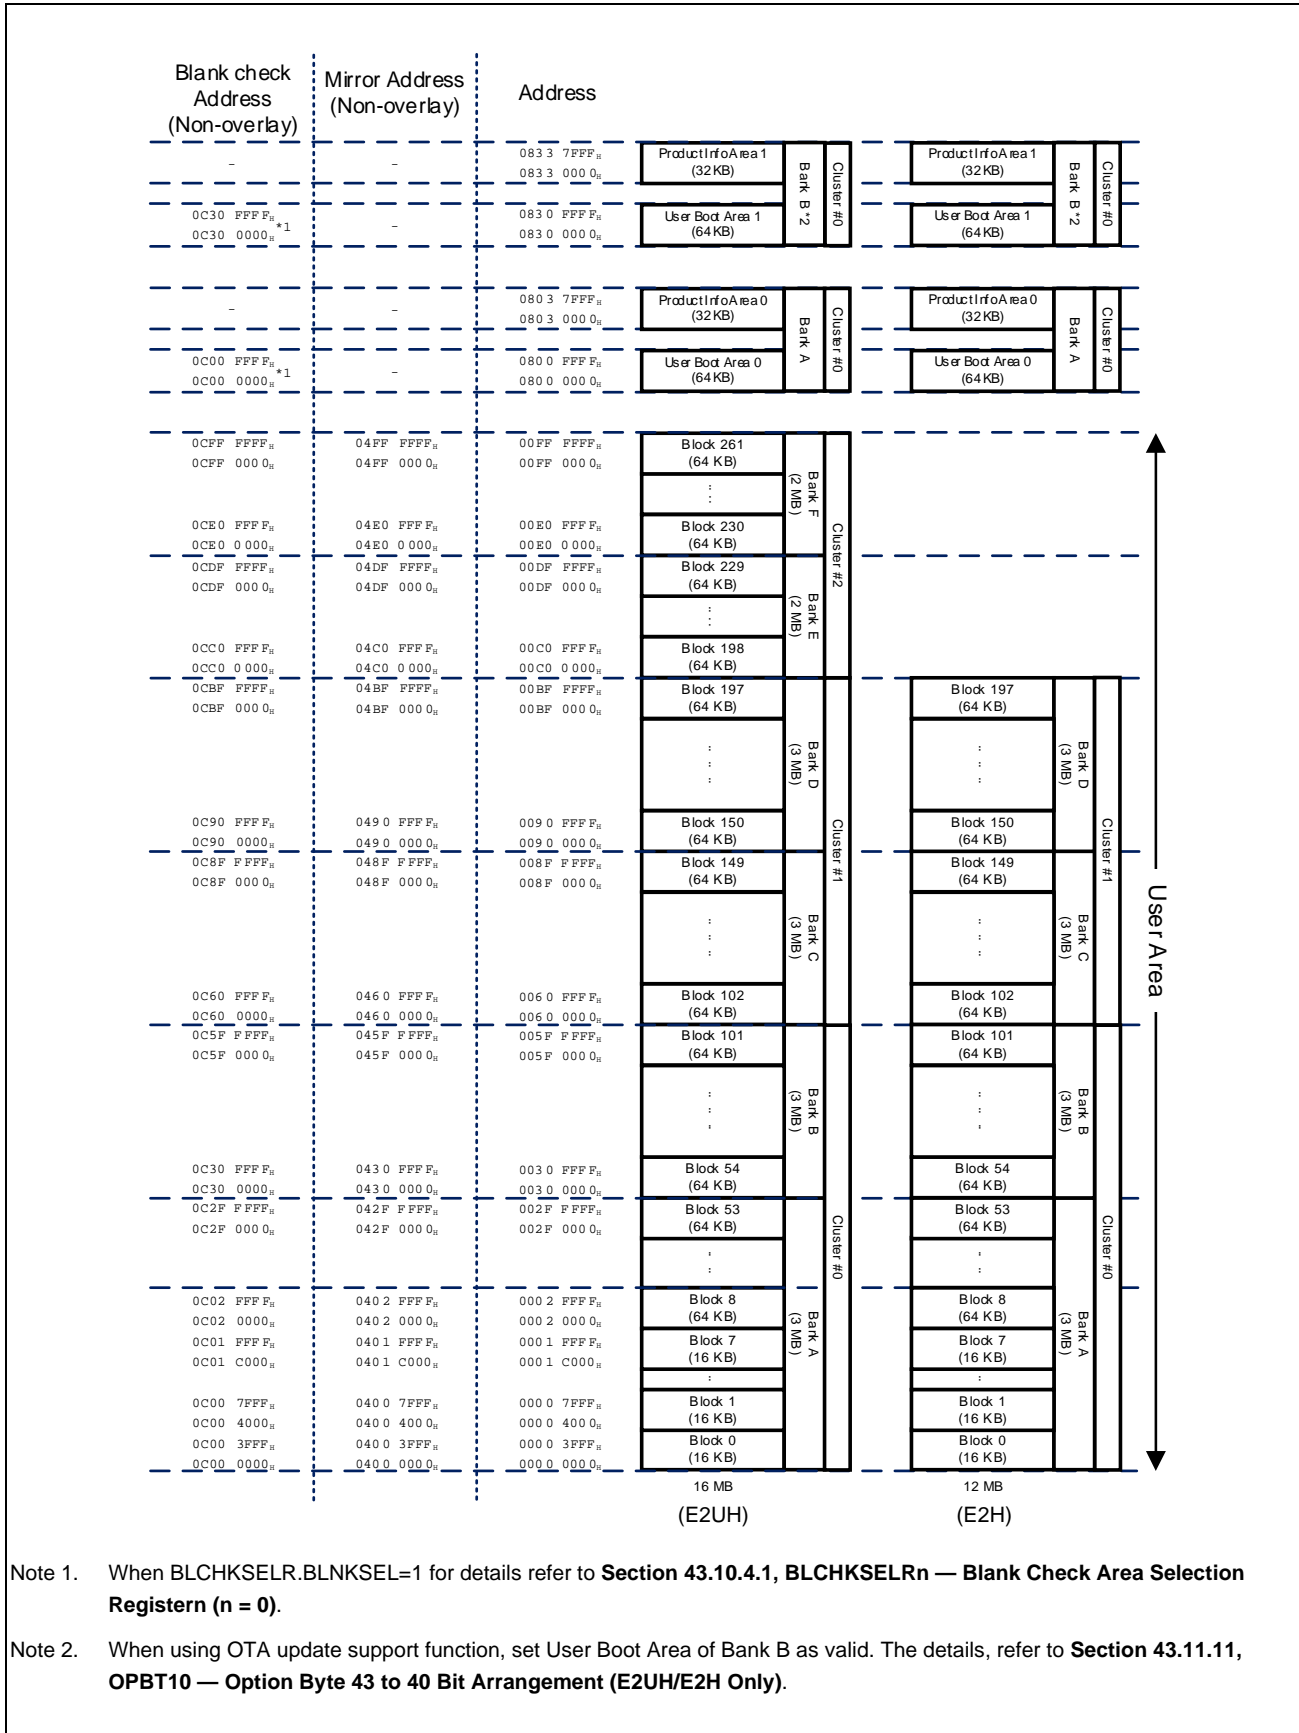 Blank check
Address
(Non-overlay)
Mirror Address
(Non-overlay)
Address
– – 0833 7FFFH ProductInfoArea 1 Bank B *2 Cluster #0 ProductInfoArea 1 Bank B *2 Cluster #0
0833 0000H (32KB) (32KB)
0C30 FFFFH *1 – 0830 FFFFH User Boot Area 1 User Boot Area 1
0C30 0000H 0830 0000H (64KB) (64KB)
– – 0803 7FFFH ProductInfoArea 0 Bank A Cluster #0 ProductInfoArea 0 Bank A Cluster #0
0803 0000H (32KB) (32KB)
0C00 FFFFH *1 – 0800 FFFFH User Boot Area 0 User Boot Area 0
0C00 0000H 0800 0000H (64KB) (64KB)
0CFF FFFFH 04FF FFFFH 00FF FFFFH Block 261
0CFF 0000H 04FF 0000H 00FF 0000H (64 KB)
Bank F
(2 MB)
0CE0 FFFFH 04E0 FFFFH 00E0 FFFFH Block 230
0CE0 0000H 04E0 0000H 00E0 0000H (64 KB)
Cluster #2
0CDF FFFFH 04DF FFFFH 00DF FFFFH Block 229
0CDF 0000H 04DF 0000H 00DF 0000H (64 KB)
Bank E
(2 MB)
0CC0 FFFFH 04C0 FFFFH 00C0 FFFFH Block 198
0CC0 0000H 04C0 0000H 00C0 0000H (64 KB)
0CBF FFFFH 04BF FFFFH 00BF FFFFH Block 197 Block 197
0CBF 0000H 04BF 0000H 00BF 0000H (64 KB) (64 KB)
Bank D Bank D
(3 MB) (3 MB)
0C90 FFFFH 0490 FFFFH 0090 FFFFH Block 150 Block 150
0C90 0000H 0490 0000H 0090 0000H (64 KB) (64 KB)
Cluster #1 Cluster #1
0C8F FFFFH 048F FFFFH 008F FFFFH Block 149 Block 149
0C8F 0000H 048F 0000H 008F 0000H (64 KB) (64 KB)
Bank C Bank C
(3 MB) (3 MB)
User Area
0C60 FFFFH 0460 FFFFH 0060 FFFFH Block 102 Block 102
0C60 0000H 0460 0000H 0060 0000H (64 KB) (64 KB)
0C5F FFFFH 045F FFFFH 005F FFFFH Block 101 Block 101
0C5F 0000H 045F 0000H 005F 0000H (64 KB) (64 KB)
Bank B Bank B
(3 MB) (3 MB)
0C30 FFFFH 0430 FFFFH 0030 FFFFH Block 54 Block 54
0C30 0000H 0430 0000H 0030 0000H (64 KB) (64 KB)
0C2F FFFFH 042F FFFFH 002F FFFFH Block 53 Block 53
0C2F 0000H 042F 0000H 002F 0000H (64 KB) (64 KB)
Cluster #0 Cluster #0
0C02 FFFFH 0402 FFFFH 0002 FFFFH Block 8 Block 8
0C02 0000H 0402 0000H 0002 0000H (64 KB) (64 KB)
Bank A Bank A
(3 MB) (3 MB)
0C01 FFFFH 0401 FFFFH 0001 FFFFH Block 7 Block 7
0C01 C000H 0401 C000H 0001 C000H (16 KB) (16 KB)
0C00 7FFFH 0400 7FFFH 0000 7FFFH Block 1 Block 1
0C00 4000H 0400 4000H 0000 4000H (16 KB) (16 KB)
0C00 3FFFH 0400 3FFFH 0000 3FFFH Block 0 Block 0
0C00 0000H 0400 0000H 0000 0000H (16 KB) (16 KB)
16 MB 12 MB
(E2UH) (E2H)
Note 1. When BLCHKSELR.BLNKSEL=1 for details refer to Section 43.10.4.1, BLCHKSELRn — Blank Check Area Selection
Registern (n = 0).
Note 2. When using OTA update support function, set User Boot Area of Bank B as valid. The details, refer to Section 43.11.11,
OPBT10 — Option Byte 43 to 40 Bit Arrangement (E2UH/E2H Only).